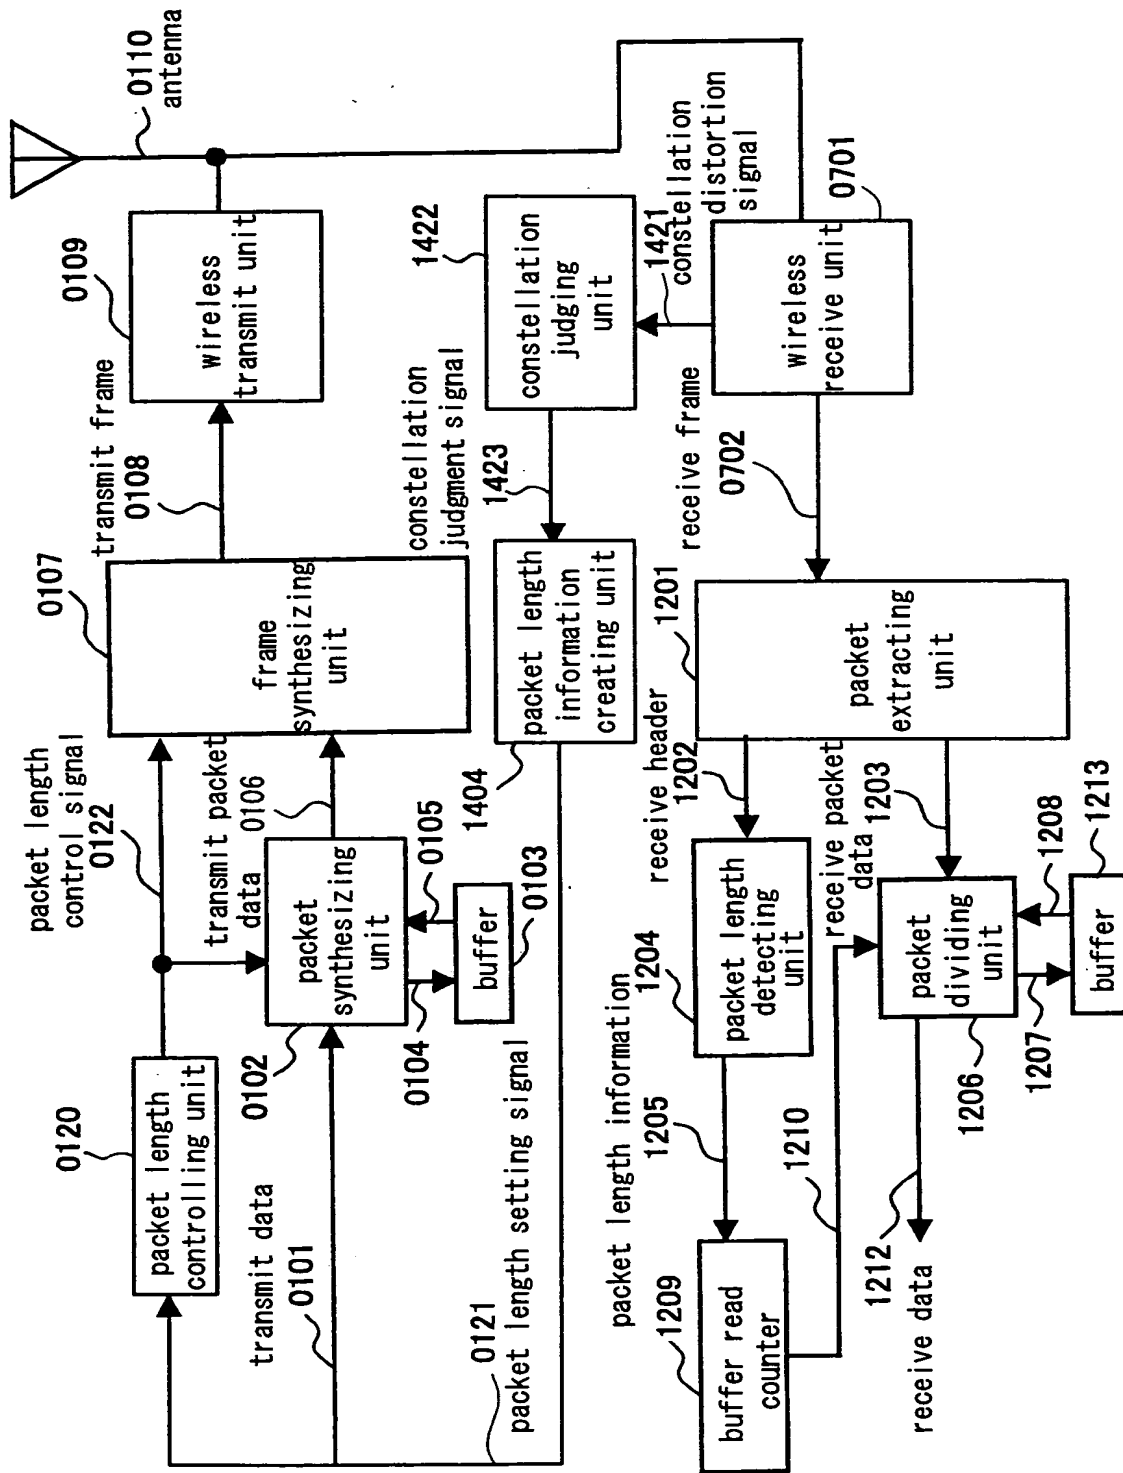 0110
antenna
0109
wireless
transmit unit
transmit frame
0108
0107
frame
synthesizing
unit
packet length
control signal
0122
transmit packet
data
0106
packet
synthesizing
unit
0102
0105
0104
buffer
0103
0120
packet length
controlling unit
transmit data
0101
0121
packet length setting signal
constellation
judgment signal
1423
1422
constellation
judging
unit
1421
constellation
distortion
signal
packet length
information
creating unit
1404
0701
wireless
receive unit
receive frame
0702
1201
packet
extracting
unit
receive header
1202
receive packet
data
1203
1204
packet length
detecting
unit
packet length information
1205
1209
buffer read
counter
1210
packet
dividing
unit
1206
1208
1207
buffer
1213
1212
receive data